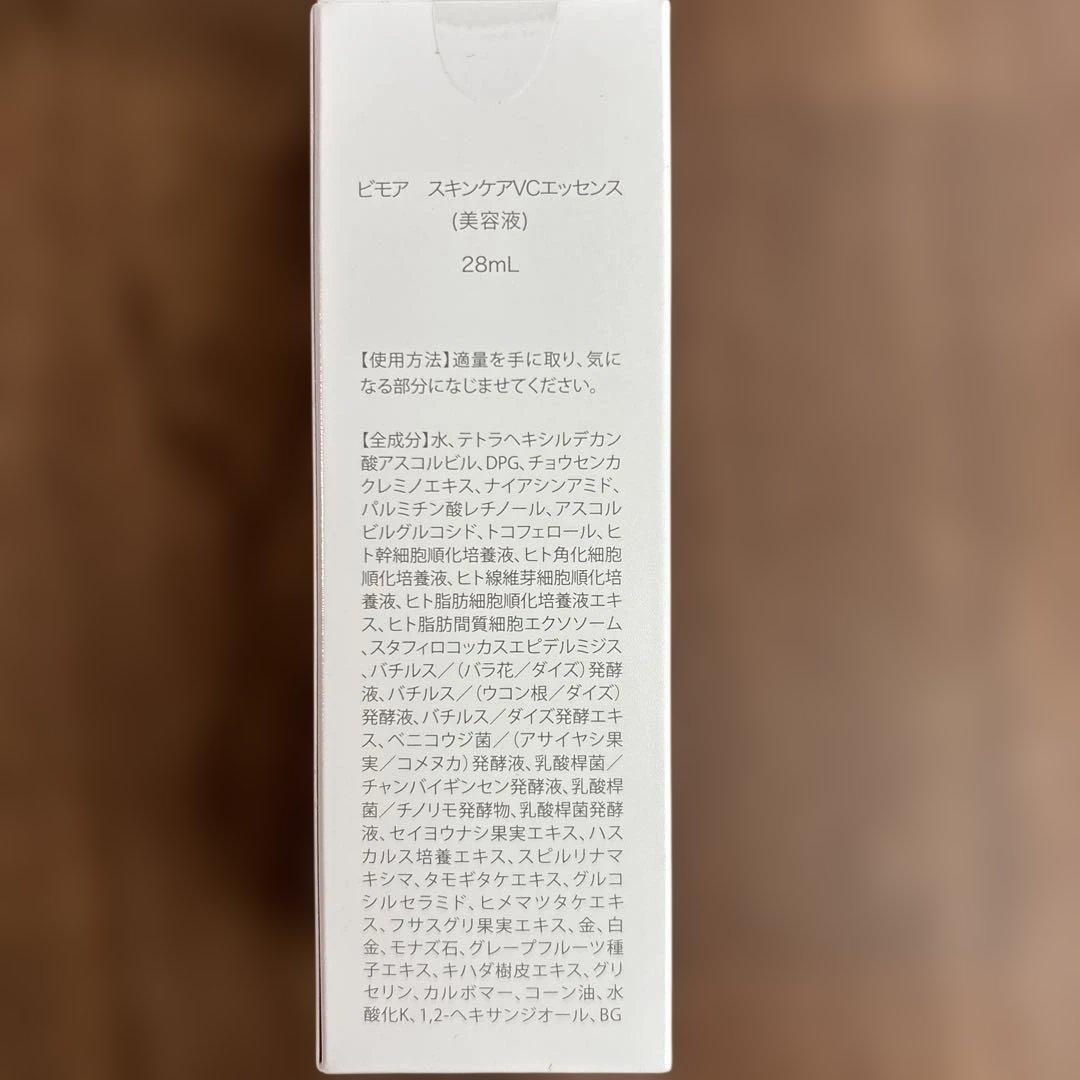 ビモア　スキンケアVCエッセンス
(美容液)
28mL
【使用方法】適量を手に取り、気に
なる部分になじませてください。
【全成分】水、テトラヘキシルデカン
酸アスコルビル、DPG、チョウセンカ
クレミノエキス、ナイアシンアミド、
パルミチン酸レチノール、アスコル
ビルグルコシド、トコフェロール、ヒ
ト幹細胞順化培養液、ヒト角化細胞
順化培養液、ヒト線維芽細胞順化培
養液、ヒト脂肪細胞順化培養液エキ
ス、ヒト脂肪間質細胞エクソソーム
、スタフィロコッカスエピデルミジス
、バチルス／（バラ花／ダイズ）発酵
液、バチルス／（ウコン根／ダイズ）
発酵液、バチルス／ダイズ発酵エキ
ス、ベニコウジ菌／（アサイヤシ果
実／コメヌカ）発酵液、乳酸桿菌／
チャンバイギンセン発酵液、乳酸桿
菌／チノリモ発酵物、乳酸桿菌発酵
液、セイヨウナシ果実エキス、ハス
カルス培養エキス、スピルリナマ
キシマ、タモギタケエキス、グルコ
シルセラミド、ヒメマツタケエキ
ス、フサスグリ果実エキス、金、白
金、モナズ石、グレープフルーツ種
子エキス、キハダ樹皮エキス、グリ
セリン、カルボマー、コーン油、水
酸化K、1,2-ヘキサンジオール、BG